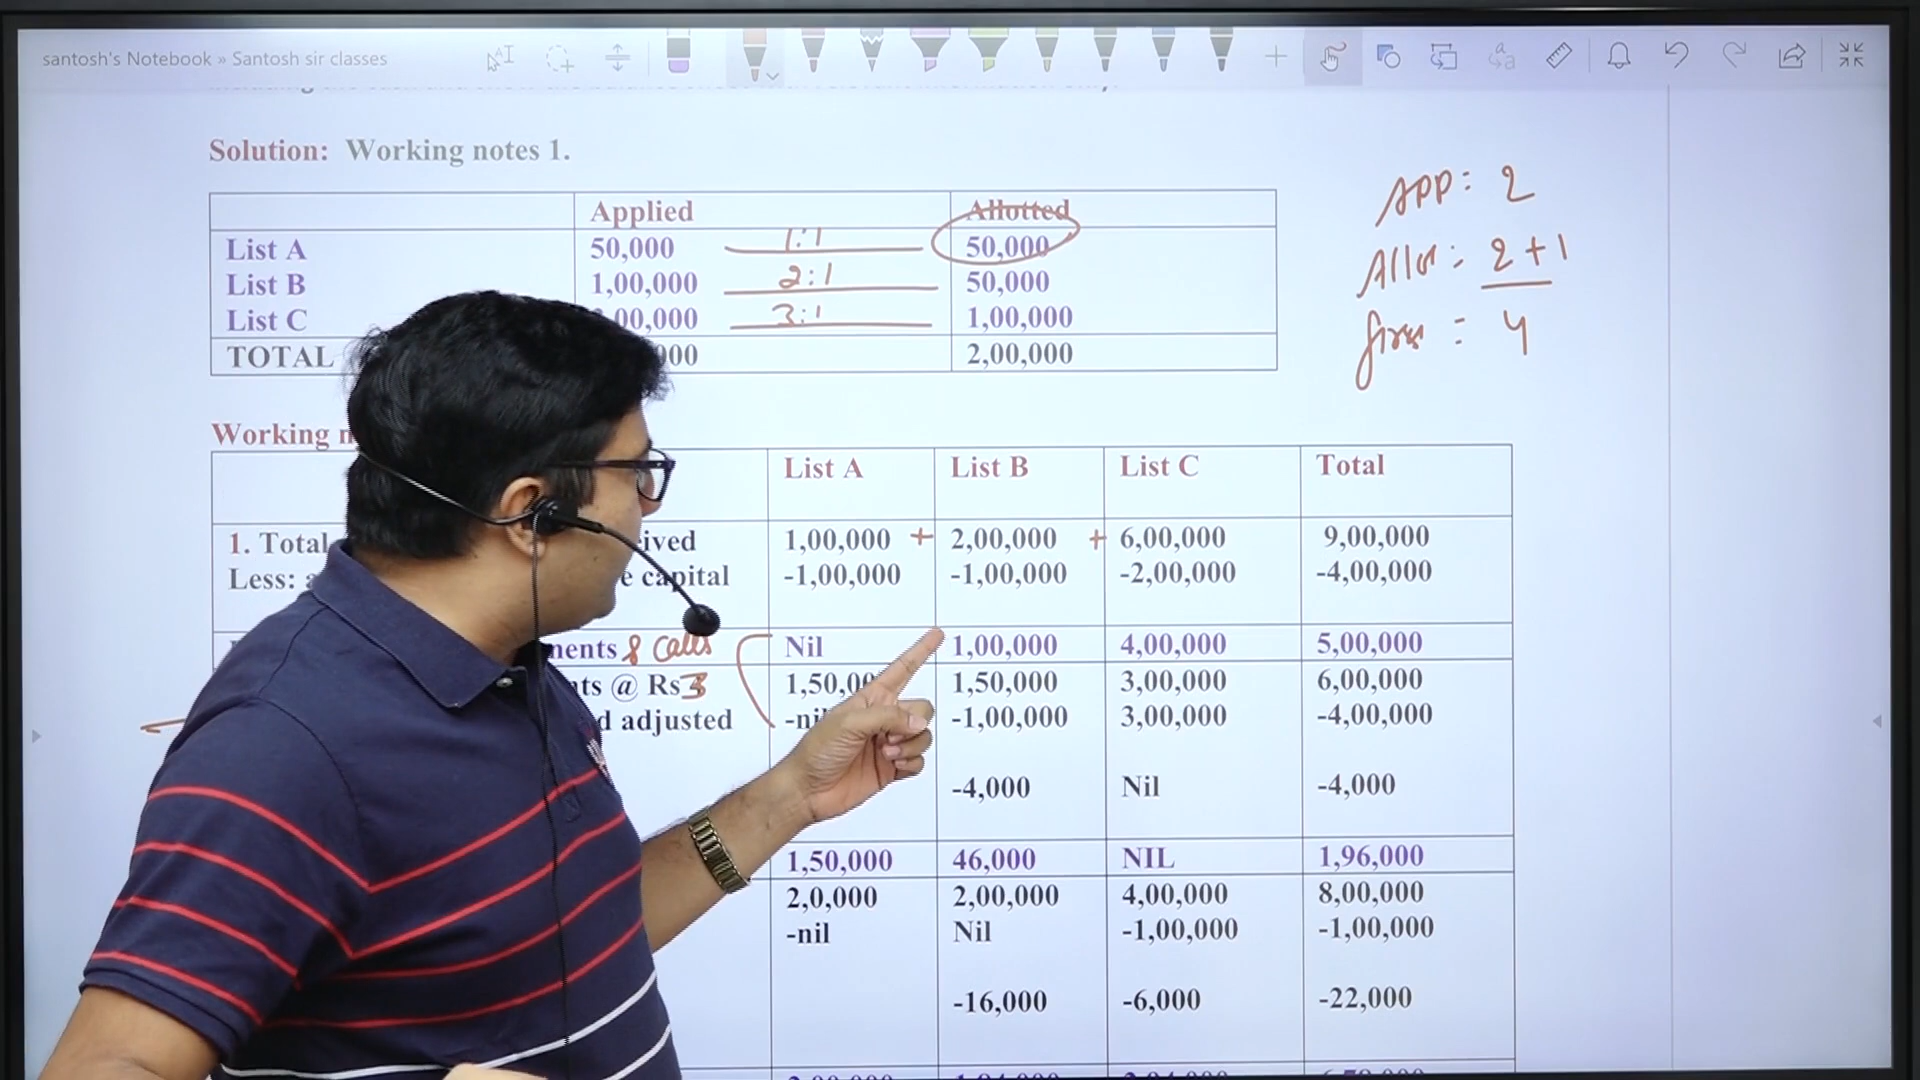 santosh's Notebook » Santosh sir classes
Solution: Working notes 1.
Applied Allotted
List A 50,000 1:1 50,000
List B 1,00,000 2:1 50,000
List C 00,000 3:1 1,00,000
TOTAL 000 2,00,000
APP: 2
Allot: 2+1
: 4
Working
List A List B List C Total
1. Total ived 1,00,000 + 2,00,000 + 6,00,000 9,00,000
Less: e capital -1,00,000 -1,00,000 -2,00,000 -4,00,000
ments & calls Nil 1,00,000 4,00,000 5,00,000
ts @ Rs3 1,50,00 1,50,000 3,00,000 6,00,000
d adjusted -nil -1,00,000 3,00,000 -4,00,000
-4,000 Nil -4,000
1,50,000 46,000 NIL 1,96,000
2,0,000 2,00,000 4,00,000 8,00,000
-nil Nil -1,00,000 -1,00,000
-16,000 -6,000 -22,000